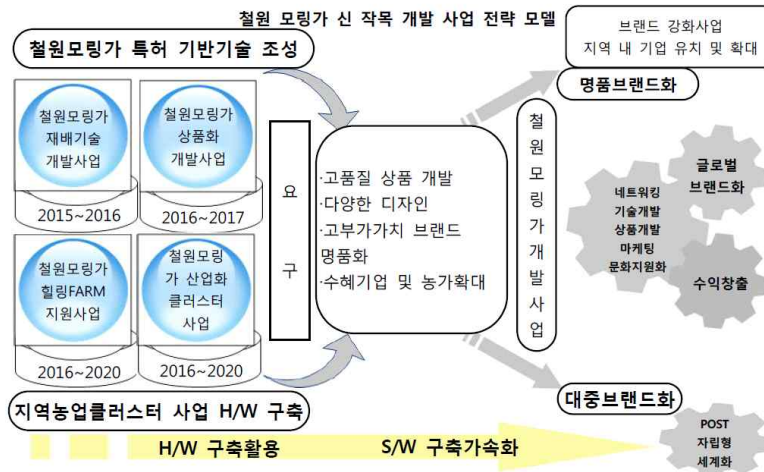 철원 모링가 신 작목 개발 사업 전략 모델
브랜드 강화사업
지역 내 기업 유치 및 확대
명품브랜드화
철원모링가 특허 기반기술 조성
철원모링가
재배기술
개발사업
2015~2016
철원모링가
상품화
개발사업
2016~2017
철원모링가
힐링FARM
지원사업
2016~2020
철원모링
가 산업화
클러스터
사업
2016~2020
지역농업클러스터 사업 H/W 구축
요
구
·고품질 상품 개발
·다양한 디자인
·고부가가치 브랜드
명품화
·수혜기업 및 농가확대
철원모링가개발사업
네트워킹
기술개발
상품개발
마케팅
문화지원화
글로벌
브랜드화
수익창출
대중브랜드화
H/W 구축활용
S/W 구축가속화
POST
자립형
세계화